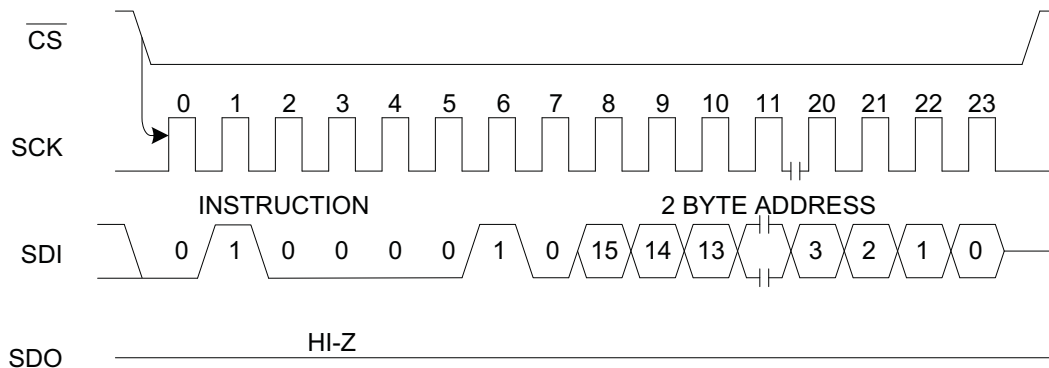 CS
0 1 2 3 4 5 6 7 8 9 10 11 20 21 22 23
SCK
INSTRUCTION 2 BYTE ADDRESS
SDI 0 1 0 0 0 0 1 0 15 14 13 3 2 1 0
HI-Z
SDO